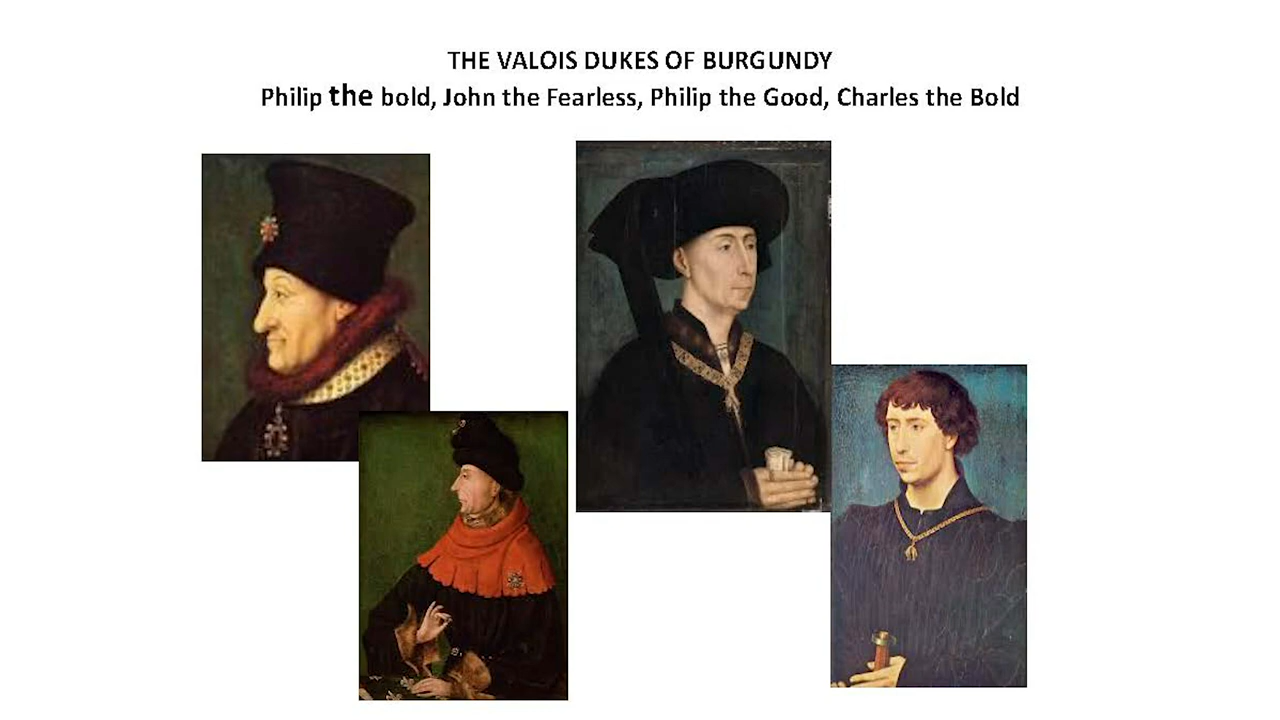 THE VALOIS DUKES OF BURGUNDY
Philip the bold, John the Fearless, Philip the Good, Charles the Bold